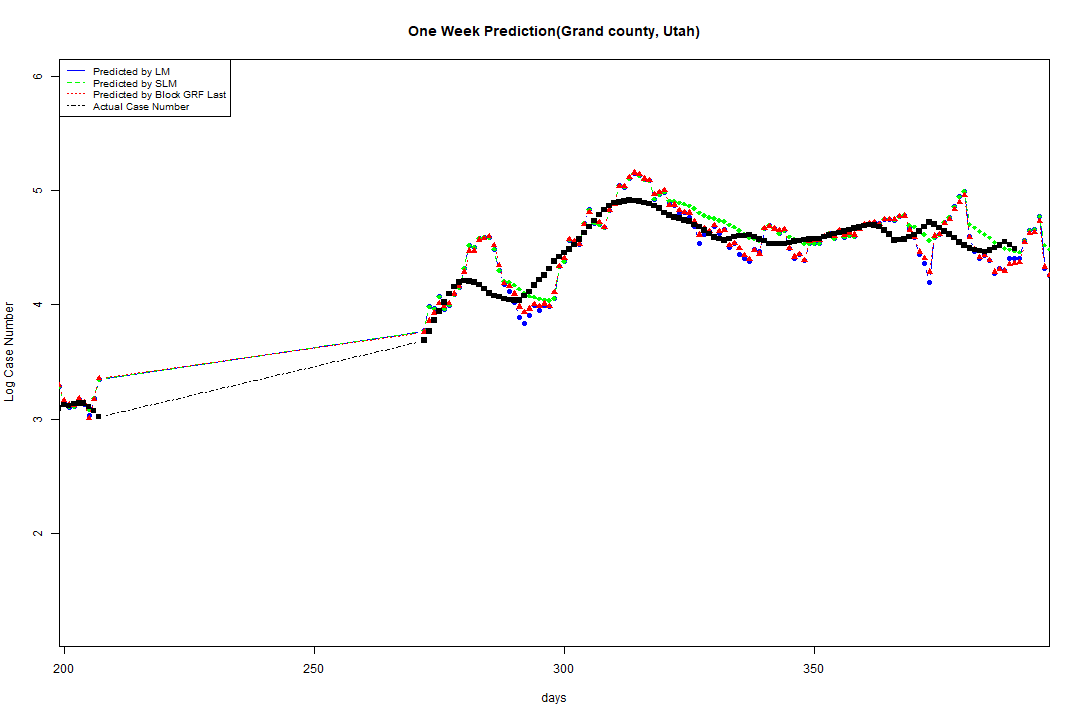 One Week Prediction(Grand county, Utah)
Predicted by LM
Predicted by SLM
Predicted by Block GRF Last
Actual Case Number
6
5
4
3
2
Log Case Number
200 250 300 350
days